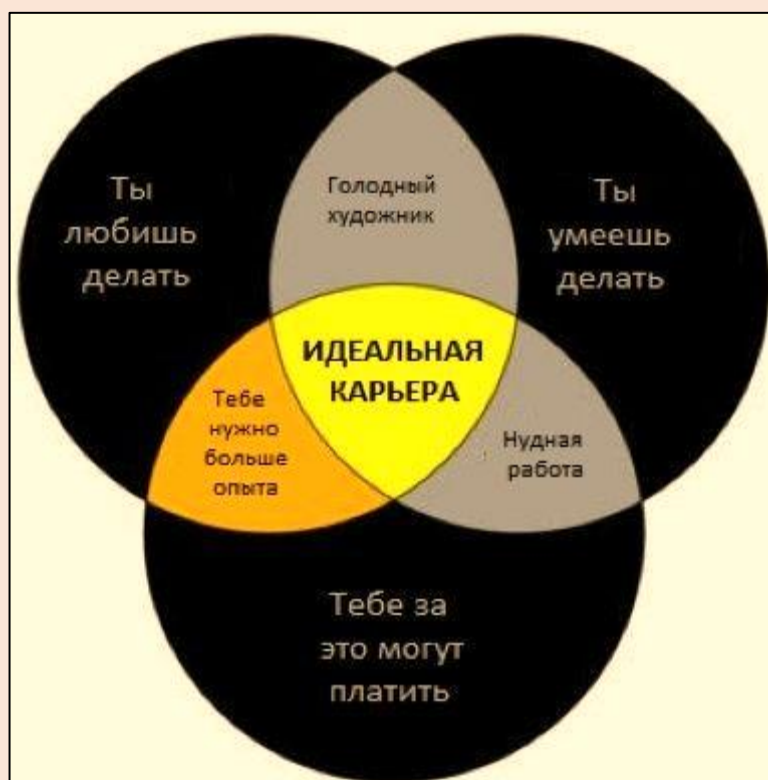 Ты
любишь
делать
Голодный
художник
Ты
умеешь
делать
ИДЕАЛЬНАЯ
КАРЬЕРА
Тебе
нужно
больше
опыта
Нудная
работа
Тебе за
это могут
платить